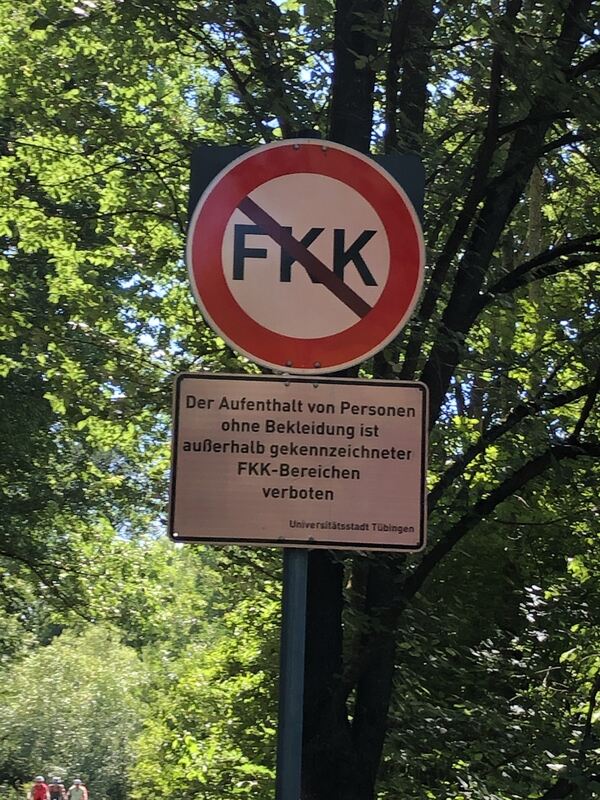 FKK
Der Aufenthalt von Personen
ohne Bekleidung ist
außerhalb gekennzeichneter
FKK-Bereichen
verboten
Universitätsstadt Tübingen